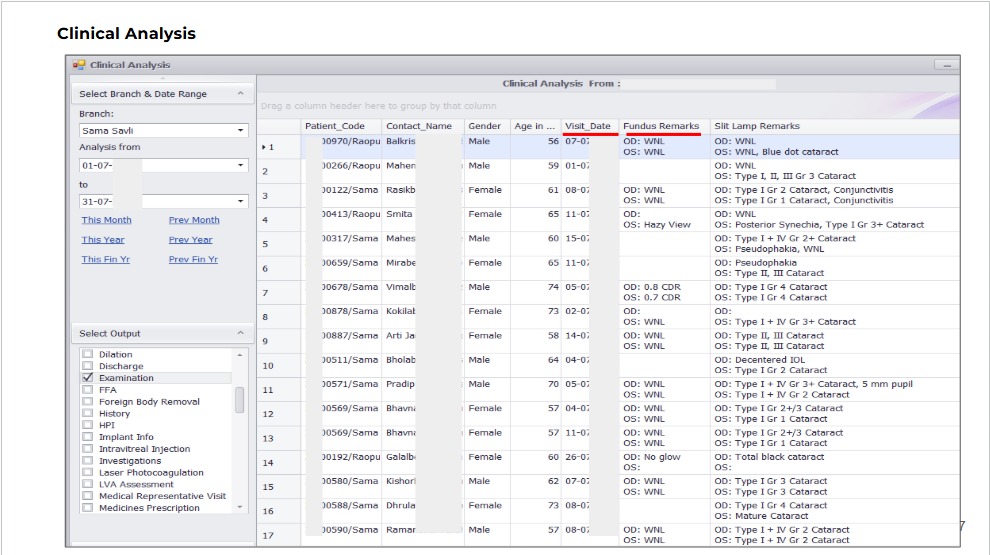 Clinical Analysis
Clinical Analysis
Select Branch & Date Range
Branch:
Sama Savli
Analysis from
01-07-
to
31-07-
This Month Prev Month
This Year Prev Year
This Fin Yr Prev Fin Yr
Select Output
Dilation
Discharge
Examination
FFA
Foreign Body Removal
History
HPI
Implant Info
Intravitreal Injection
Investigations
Laser Photocoagulation
LVA Assessment
Medical Representative Visit
Medicines Prescription
Clinical Analysis From :
Drag a column header here to group by that column
Patient_Code Contact_Name Gender Age in ... Visit_Date Fundus Remarks Slit Lamp Remarks
1 00970/Raopu Balkris Male 56 07-07 OD: WNL OD: WNL
OS: WNL OS: WNL, Blue dot cataract
2 00266/Raopu Mahen Male 59 01-07 OD: WNL
OS: Type I, II, III Gr 3 Cataract
3 00122/Sama Rasikb Female 61 08-07 OD: WNL OD: Type I Gr 2 Cataract, Conjunctivitis
OS: WNL OS: Type I Gr 1 Cataract, Conjunctivitis
4 00413/Raopu Smita Female 65 11-07 OD: OD: WNL
OS: Hazy View OS: Posterior Synechia, Type I Gr 3+ Cataract
5 00317/Sama Mahes Male 60 15-07 OD: Type I + IV Gr 2+ Cataract
OS: Pseudophakia, WNL
6 00659/Sama Mirabe Female 65 11-07 OD: Pseudophakia
OS: Type II, III Cataract
7 00678/Sama Vimalb Male 74 05-07 OD: 0.8 CDR OD: Type I Gr 4 Cataract
OS: 0.7 CDR OS: Type I Gr 4 Cataract
8 00878/Sama Kokilab Female 73 02-07 OD: OD:
OS: WNL OS: Type I + IV Gr 3+ Cataract
9 00887/Sama Arti Ja Female 58 14-07 OD: WNL OD: Type II, III Cataract
OS: WNL OS: Type II, III Cataract
10 00511/Sama Bholab Male 64 04-07 OD: Decentered IOL
OS: Type I Gr 2 Cataract
11 00571/Sama Pradip Male 70 05-07 OD: WNL OD: Type I + IV Gr 3+ Cataract, 5 mm pupil
OS: WNL OS: Type I + IV Gr 2 Cataract
12 00569/Sama Bhavna Female 57 04-07 OD: WNL OD: Type I Gr 2+/3 Cataract
OS: WNL OS: Type I Gr 1 Cataract
13 00569/Sama Bhavna Female 57 11-07 OD: WNL OD: Type I Gr 2+/3 Cataract
OS: WNL OS: Type I Gr 1 Cataract
14 00192/Raopu Galalb Female 60 26-07 OD: No glow OD: Total black cataract
OS: OS:
15 00580/Sama Kishor Male 62 07-07 OD: WNL OD: Type I Gr 3 Cataract
OS: WNL OS: Type I Gr 3 Cataract
16 00588/Sama Dhrula Female 73 08-07 OD: Type I Gr 4 Cataract
OS: Mature Cataract
17 00590/Sama Raman Male 57 08-07 OD: WNL OD: Type I + IV Gr 2 Cataract
OS: WNL OS: Type I + IV Gr 2 Cataract
7